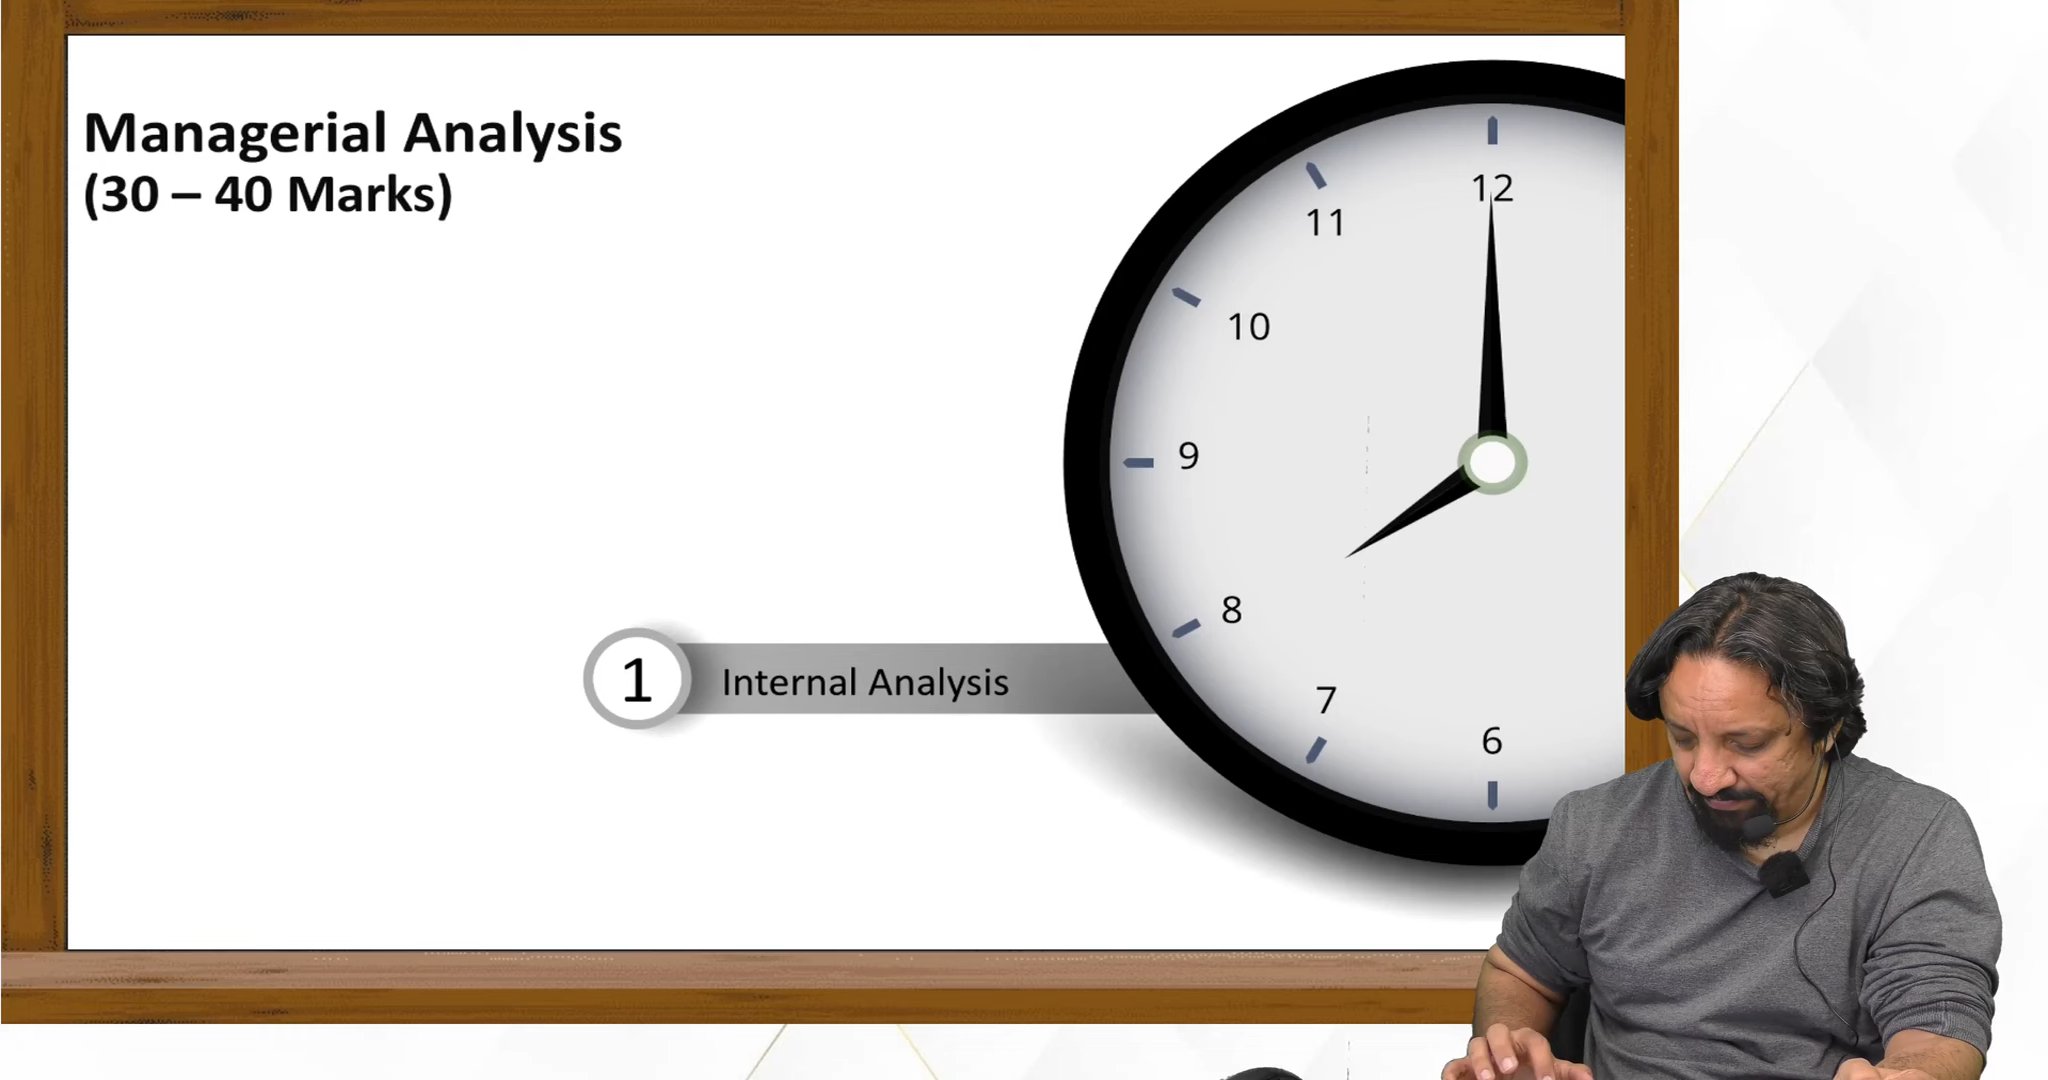 Managerial Analysis
(30 – 40 Marks)
12
11
10
9
8
7
6
1
Internal Analysis